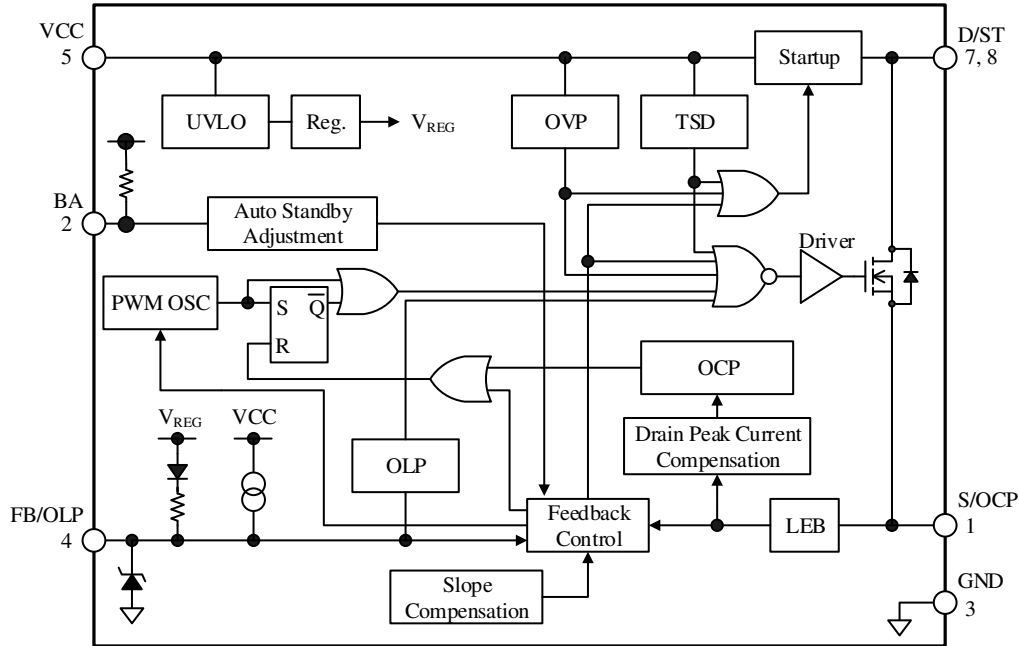 VCC
5
D/ST
7, 8
Startup
UVLO
Reg.
VREG
OVP
TSD
BA
2
Auto Standby
Adjustment
Driver
PWM OSC
S
Q
R
OCP
VREG
VCC
Drain Peak Current
Compensation
OLP
FB/OLP
4
Feedback
Control
LEB
S/OCP
1
Slope
Compensation
GND
3